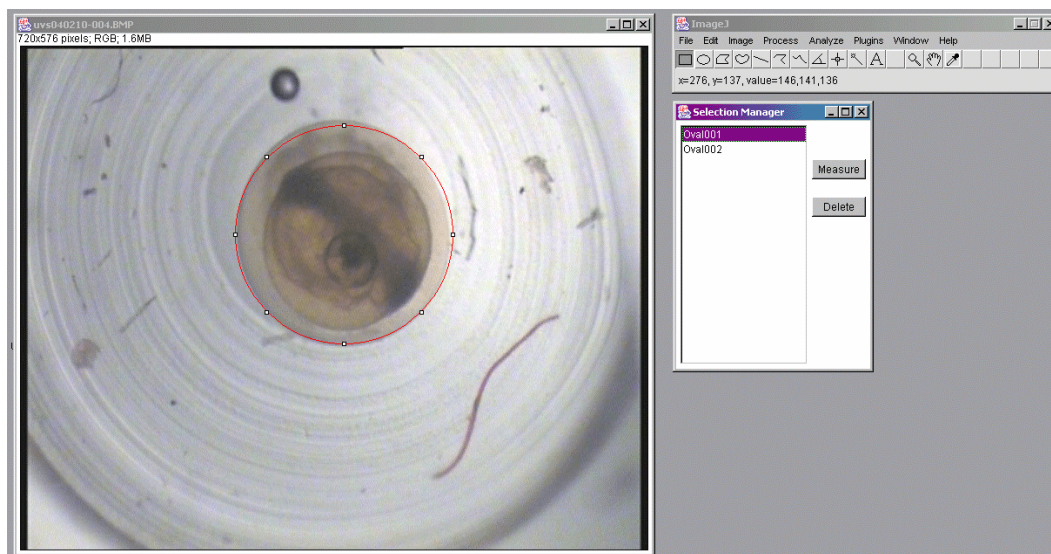 uvs040210-004.BMP
720x576 pixels; RGB; 1.6MB
ImageJ
File Edit Image Process Analyze Plugins Window Help
A
x=276, y=137, value=146,141,136
Selection Manager
Oval001
Oval002
Measure
Delete